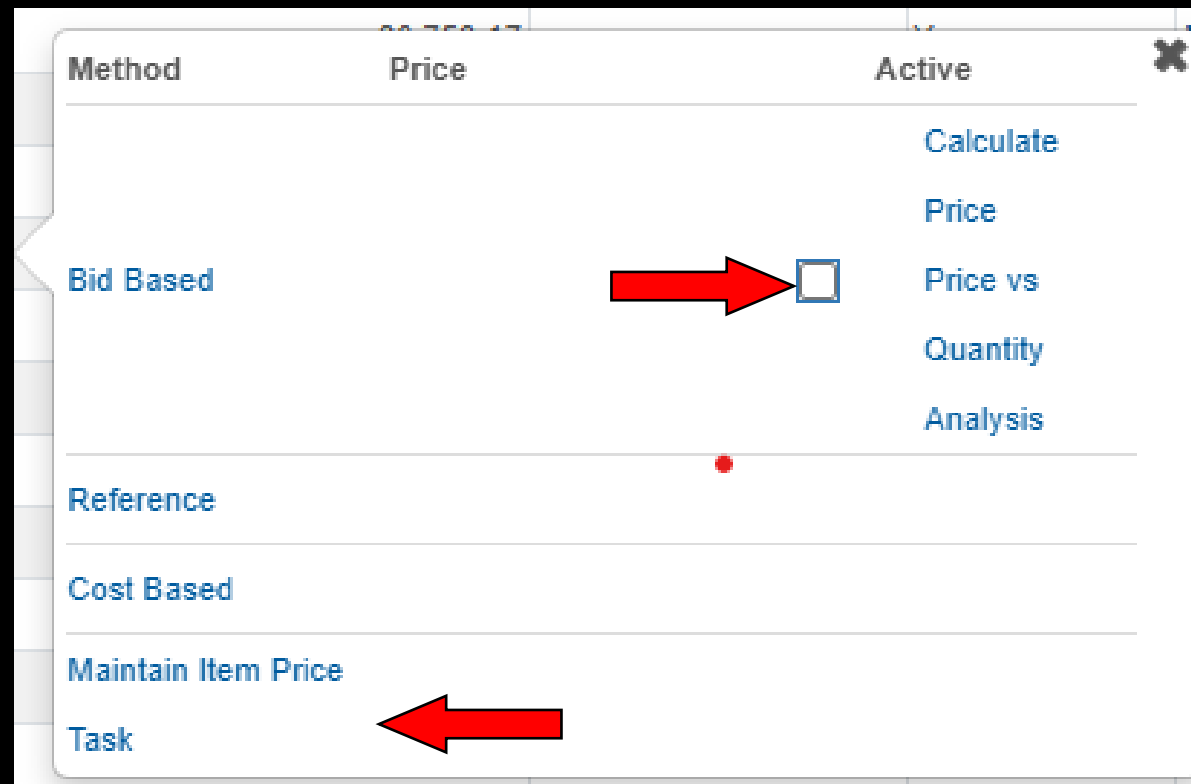 Method Price Active
Calculate
Price
Bid Based Price vs
Quantity
Analysis
Reference
Cost Based
Maintain Item Price
Task